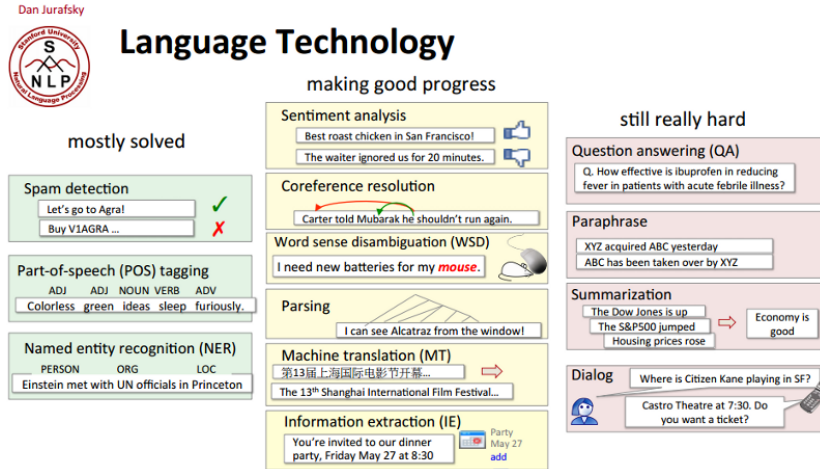 Dan Jurafsky
Stanford University
S
NLP
Natural Language Processing
Language Technology
mostly solved
Spam detection
Let's go to Agra!
✓
Buy V1AGRA …
✗
Part-of-speech (POS) tagging
ADJ ADJ NOUN VERB ADV
Colorless green ideas sleep furiously.
Named entity recognition (NER)
PERSON ORG LOC
Einstein met with UN officials in Princeton
making good progress
Sentiment analysis
Best roast chicken in San Francisco!
The waiter ignored us for 20 minutes.
Coreference resolution
Carter told Mubarak he shouldn't run again.
Word sense disambiguation (WSD)
I need new batteries for my mouse.
Parsing
I can see Alcatraz from the window!
Machine translation (MT)
第13届上海国际电影节开幕…
The 13th Shanghai International Film Festival…
Information extraction (IE)
You're invited to our dinner
party, Friday May 27 at 8:30
Party
May 27
add
still really hard
Question answering (QA)
Q. How effective is ibuprofen in reducing
fever in patients with acute febrile illness?
Paraphrase
XYZ acquired ABC yesterday
ABC has been taken over by XYZ
Summarization
The Dow Jones is up
The S&P500 jumped
Housing prices rose
Economy is
good
Dialog
Where is Citizen Kane playing in SF?
Castro Theatre at 7:30. Do
you want a ticket?